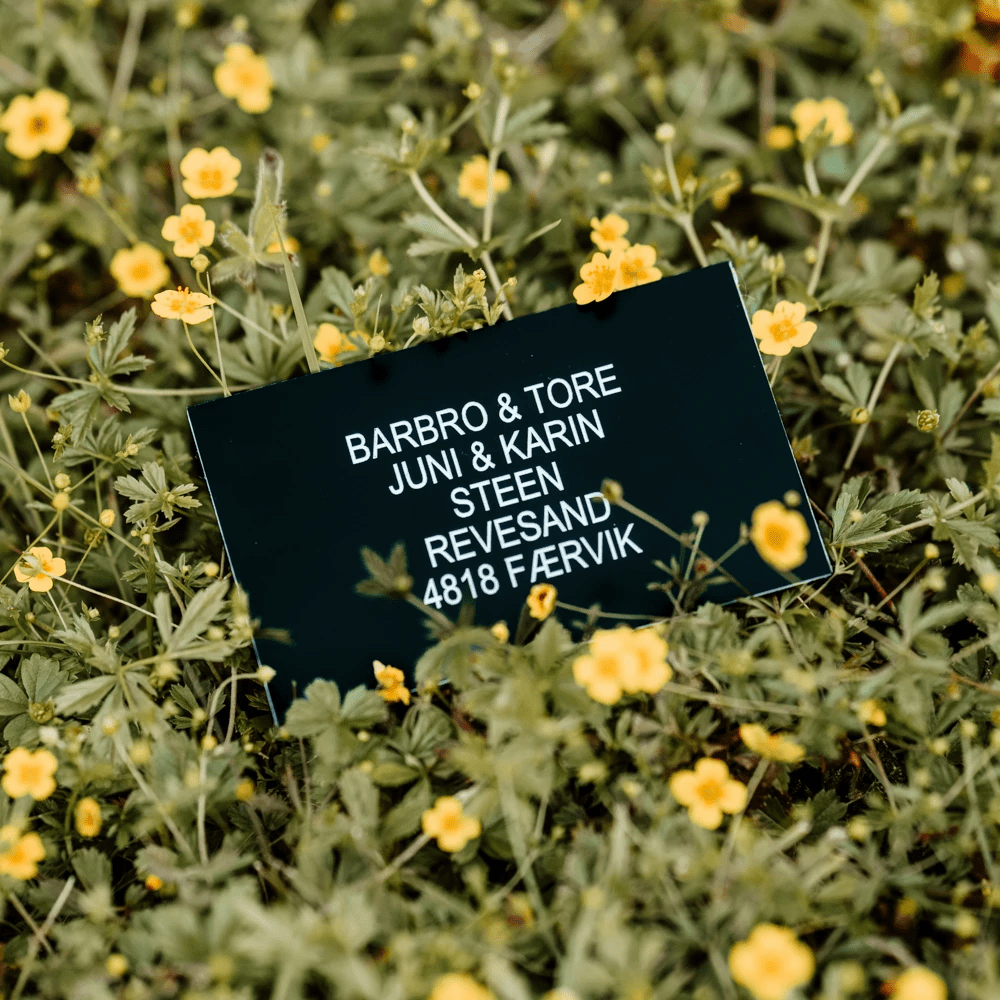 BARBRO & TORE
JUNI & KARIN
STEEN
REVESAND
4818 FÆRVIK